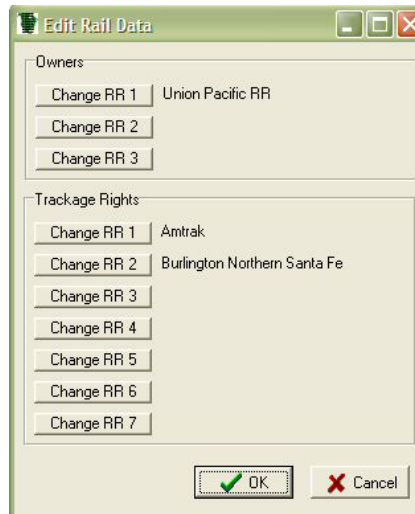 Edit Rail Data
Owners
Change RR 1 Union Pacific RR
Change RR 2
Change RR 3
Trackage Rights
Change RR 1 Amtrak
Change RR 2 Burlington Northern Santa Fe
Change RR 3
Change RR 4
Change RR 5
Change RR 6
Change RR 7
OK Cancel